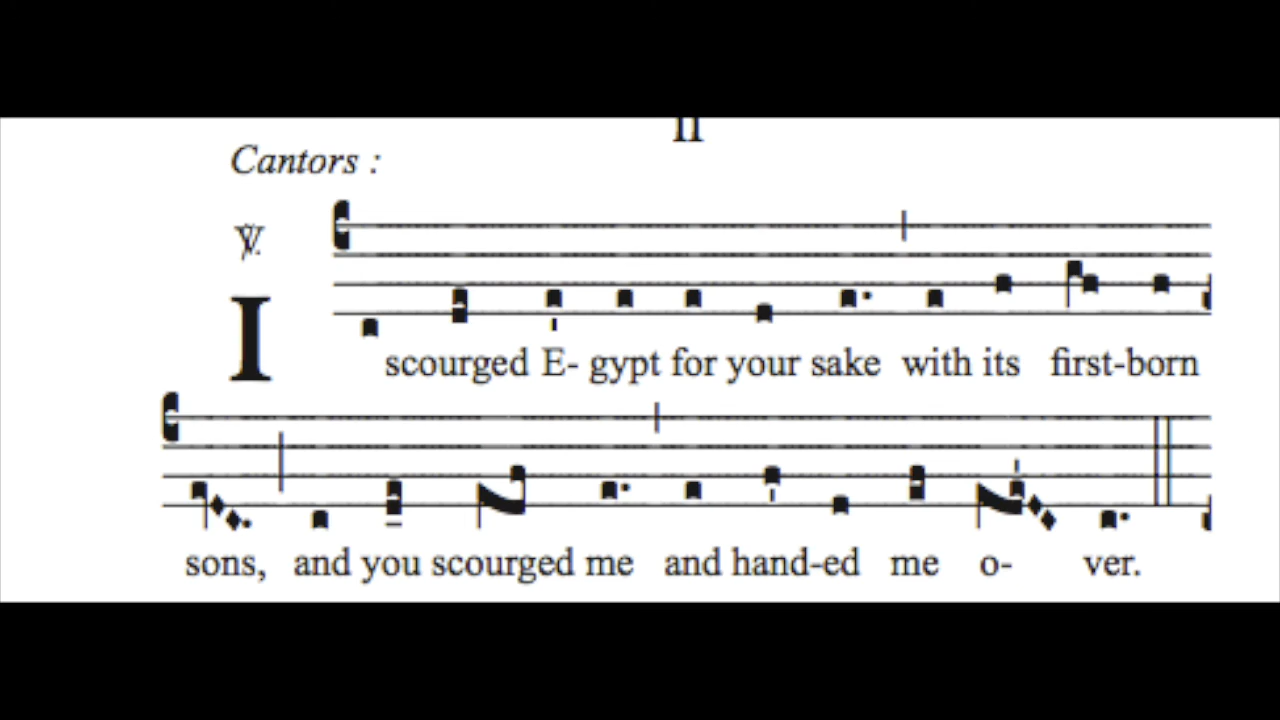 II
Cantors :
℣.
I scourged E- gypt for your sake with its first-born
sons, and you scourged me and hand-ed me o- ver.